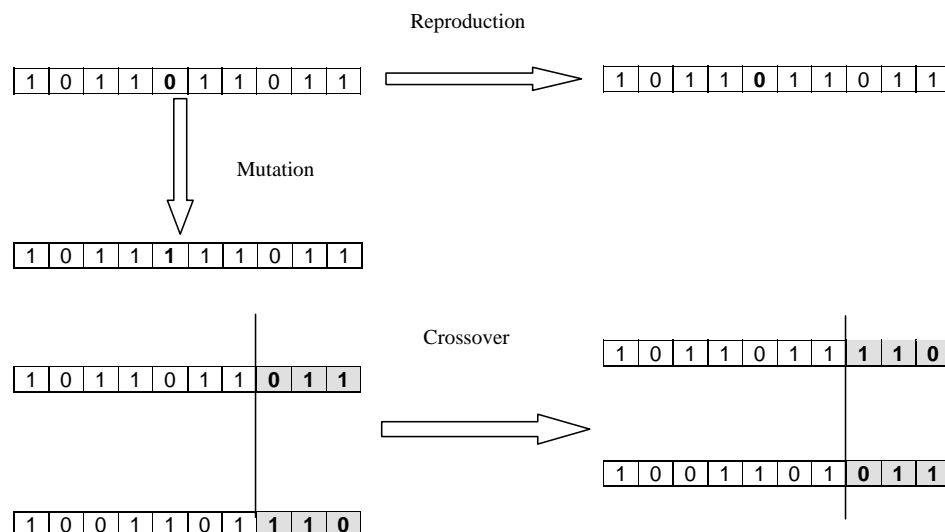 Reproduction
1 0 1 1 0 1 1 0 1 1
1 0 1 1 0 1 1 0 1 1
Mutation
1 0 1 1 1 1 1 0 1 1
Crossover
1 0 1 1 0 1 1 1 1 0
1 0 1 1 0 1 1 0 1 1
1 0 0 1 1 0 1 0 1 1
1 0 0 1 1 0 1 1 1 0